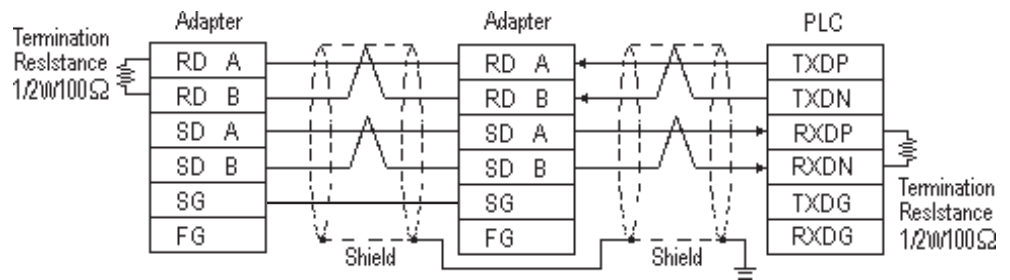 Adapter
Adapter
PLC
Termination
Resistance
1/2W100Ω
RD A
RD B
SD A
SD B
SG
FG
RD A
RD B
SD A
SD B
SG
FG
TXDP
TXDN
RXDP
RXDN
TXDG
RXDG
Shield
Shield
Termination
Resistance
1/2W100Ω